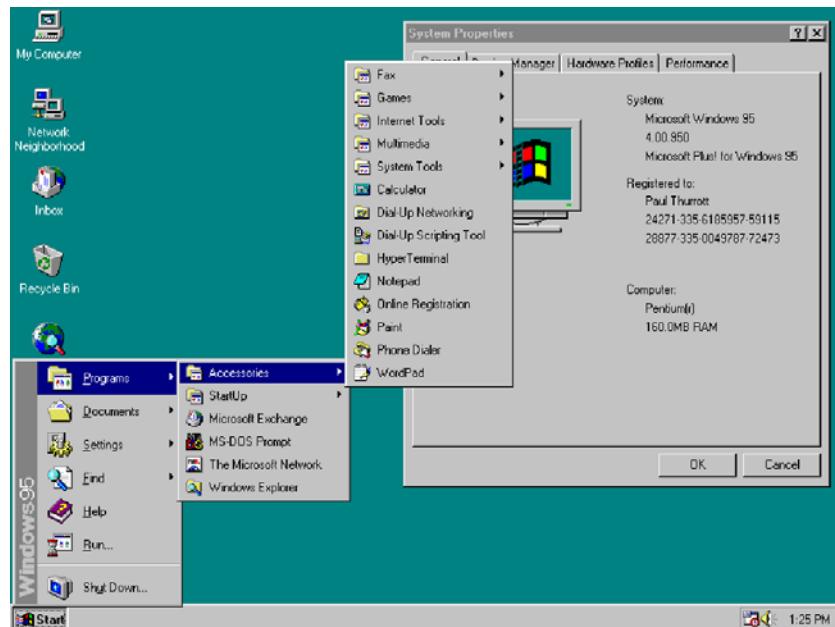 My Computer
Network
Neighborhood
Inbox
Recycle Bin
System Properties
General
Manager
Hardware Profiles
Performance
System:
Microsoft Windows 95
4.00.950
Microsoft Plus! for Windows 95
Registered to:
Paul Thurrott
24271-335-6185957-59115
28877-335-0049787-72473
Computer:
Pentium(r)
160.0MB RAM
OK
Cancel
Fax
Games
Internet Tools
Multimedia
System Tools
Calculator
Dial-Up Networking
Dial-Up Scripting Tool
HyperTerminal
Notepad
Online Registration
Paint
Phone Dialer
WordPad
Accessories
StartUp
Microsoft Exchange
MS-DOS Prompt
The Microsoft Network
Windows Explorer
Programs
Documents
Settings
Find
Help
Run...
Shut Down...
Windows95
Start
1:25 PM